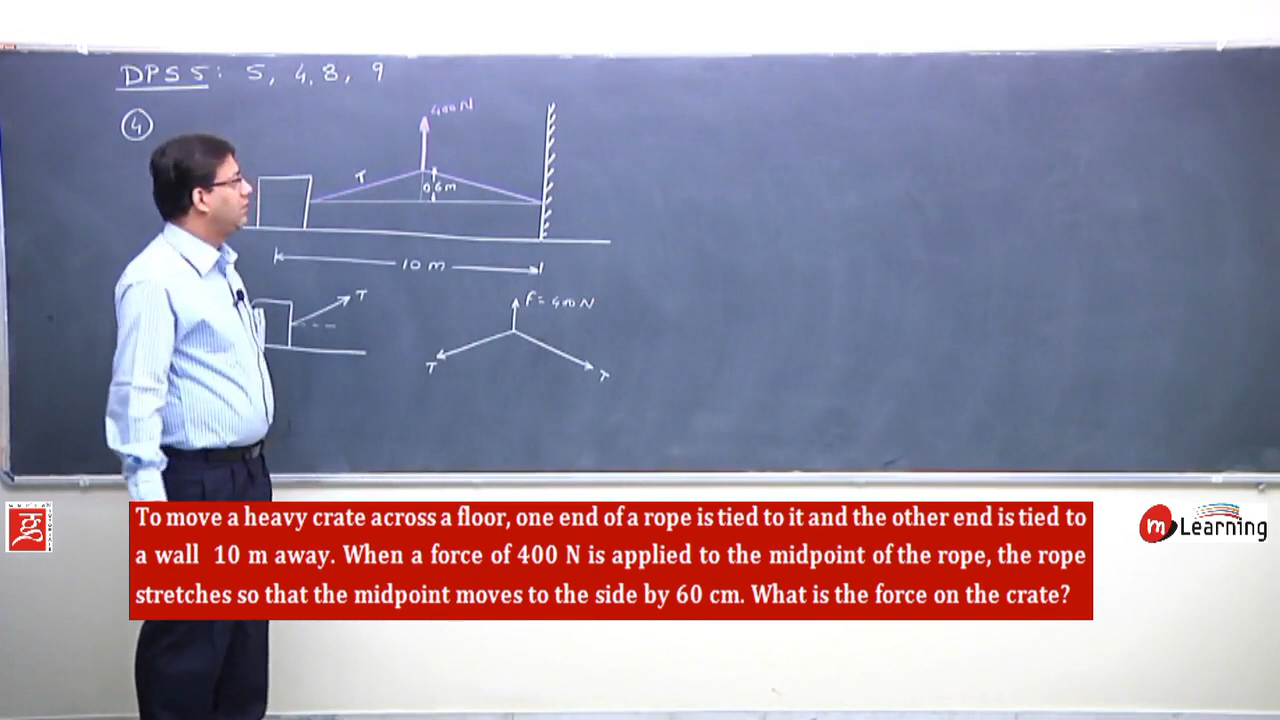 DPS 5 : 5, 4, 8, 9
4
400 N
T
0.6 m
10 m
T
F = 400 N
T
T
To move a heavy crate across a floor, one end of a rope is tied to it and the other end is tied to
a wall 10 m away. When a force of 400 N is applied to the midpoint of the rope, the rope
stretches so that the midpoint moves to the side by 60 cm. What is the force on the crate?
m Learning